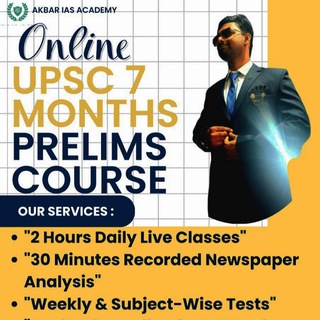 AKBAR IAS ACADEMY
Online
UPSC 7
MONTHS
PRELIMS
COURSE
OUR SERVICES :
• "2 Hours Daily Live Classes"
• "30 Minutes Recorded Newspaper
Analysis"
• "Weekly & Subject-Wise Tests"